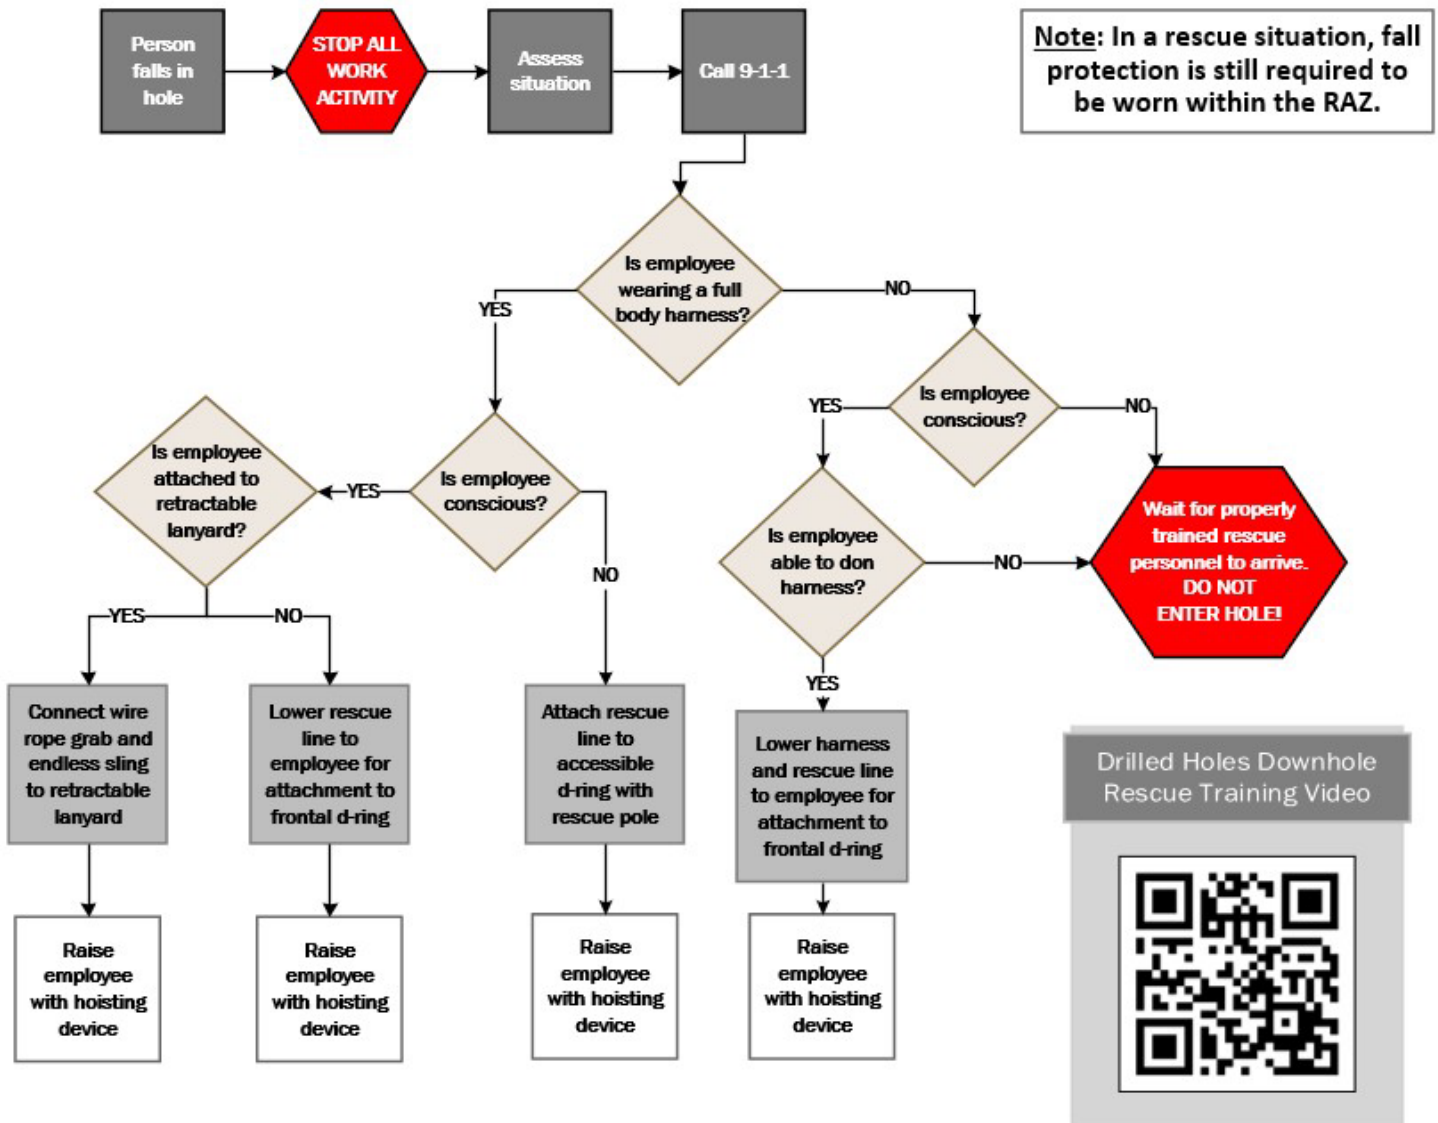 Person
falls in
hole
STOP ALL
WORK
ACTIVITY
Assess
situation
Call 9-1-1
Note: In a rescue situation, fall
protection is still required to
be worn within the RAZ.
Is employee
wearing a full
body harness?
YES
NO
Is employee
conscious?
YES
NO
Is employee
attached to
retractable
lanyard?
YES
Is employee
conscious?
NO
Is employee
able to don
harness?
NO
Wait for properly
trained rescue
personnel to arrive.
DO NOT
ENTER HOLE!
YES
NO
YES
Connect wire
rope grab and
endless sling
to retractable
lanyard
Lower rescue
line to
employee for
attachment to
frontal d-ring
Attach rescue
line to
accessible
d-ring with
rescue pole
Lower harness
and rescue line
to employee for
attachment to
frontal d-ring
Drilled Holes Downhole
Rescue Training Video
Raise
employee
with hoisting
device
Raise
employee
with hoisting
device
Raise
employee
with hoisting
device
Raise
employee
with hoisting
device